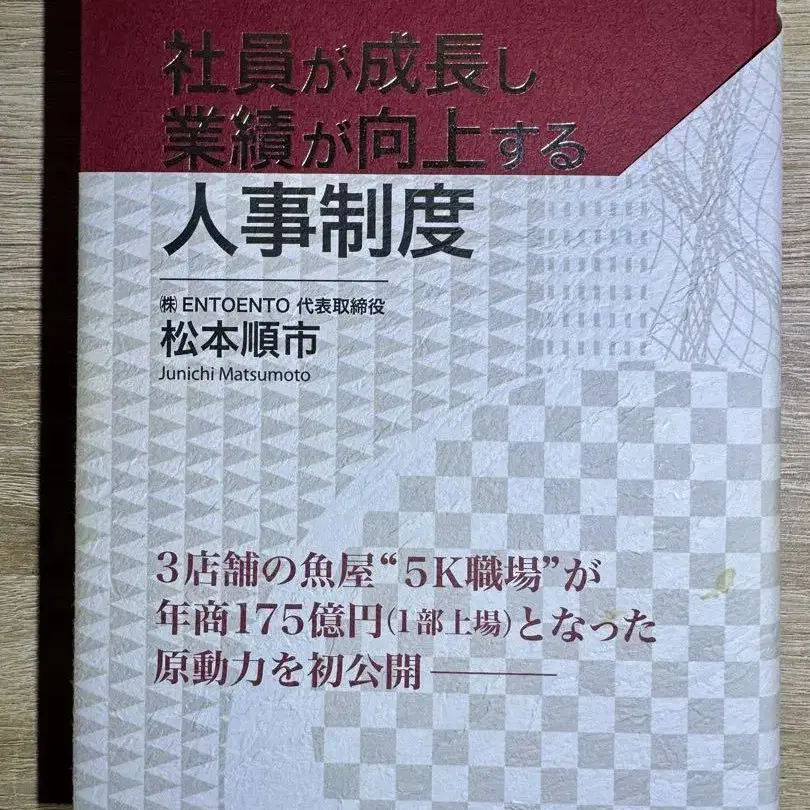 社員が成長し
業績が向上する
人事制度
㈱ ENTOENTO 代表取締役
松本順市
Junichi Matsumoto
3店舗の魚屋“5K職場”が
年商175億円(1部上場)となった
原動力を初公開―――